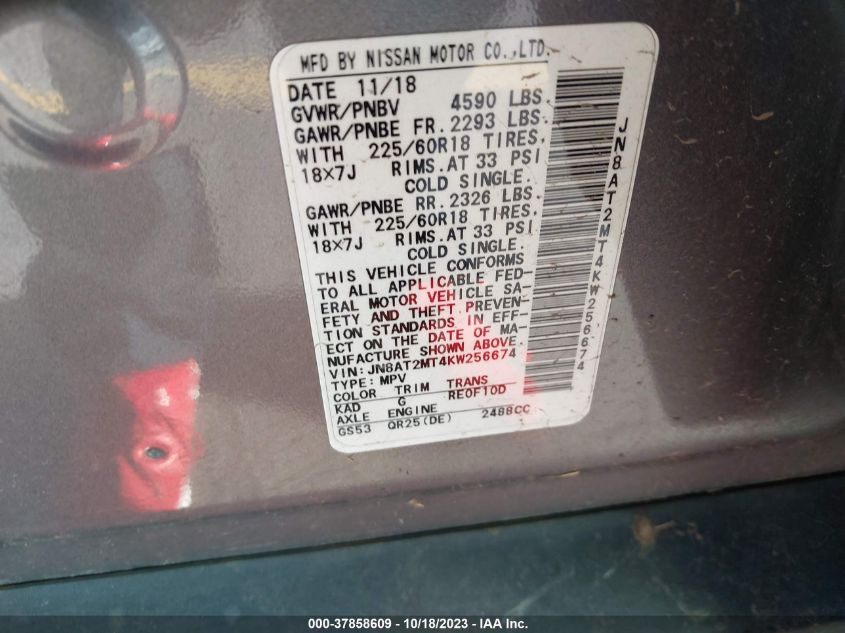 MFD BY NISSAN MOTOR CO.,LTD.
DATE 11/18
GVWR/PNBV 4590 LBS.
GAWR/PNBE FR. 2293 LBS.
WITH 225/60R18 TIRES,
18×7J RIMS.AT 33 PSI
COLD SINGLE.
GAWR/PNBE RR. 2326 LBS.
WITH 225/60R18 TIRES,
18×7J RIMS.AT 33 PSI
COLD SINGLE.
THIS VEHICLE CONFORMS
TO ALL APPLICABLE FED-
ERAL MOTOR VEHICLE SA-
FETY AND THEFT PREVEN-
TION STANDARDS IN EFF-
ECT ON THE DATE OF MA-
NUFACTURE SHOWN ABOVE.
VIN:JN8AT2MT4KW256674
TYPE:MPV
COLOR TRIM TRANS
KAD G RE0F10D
AXLE ENGINE
GS53 QR25(DE) 2488CC
JN8AT2MT4KW256674
000-37858609 - 10/18/2023 - IAA Inc.